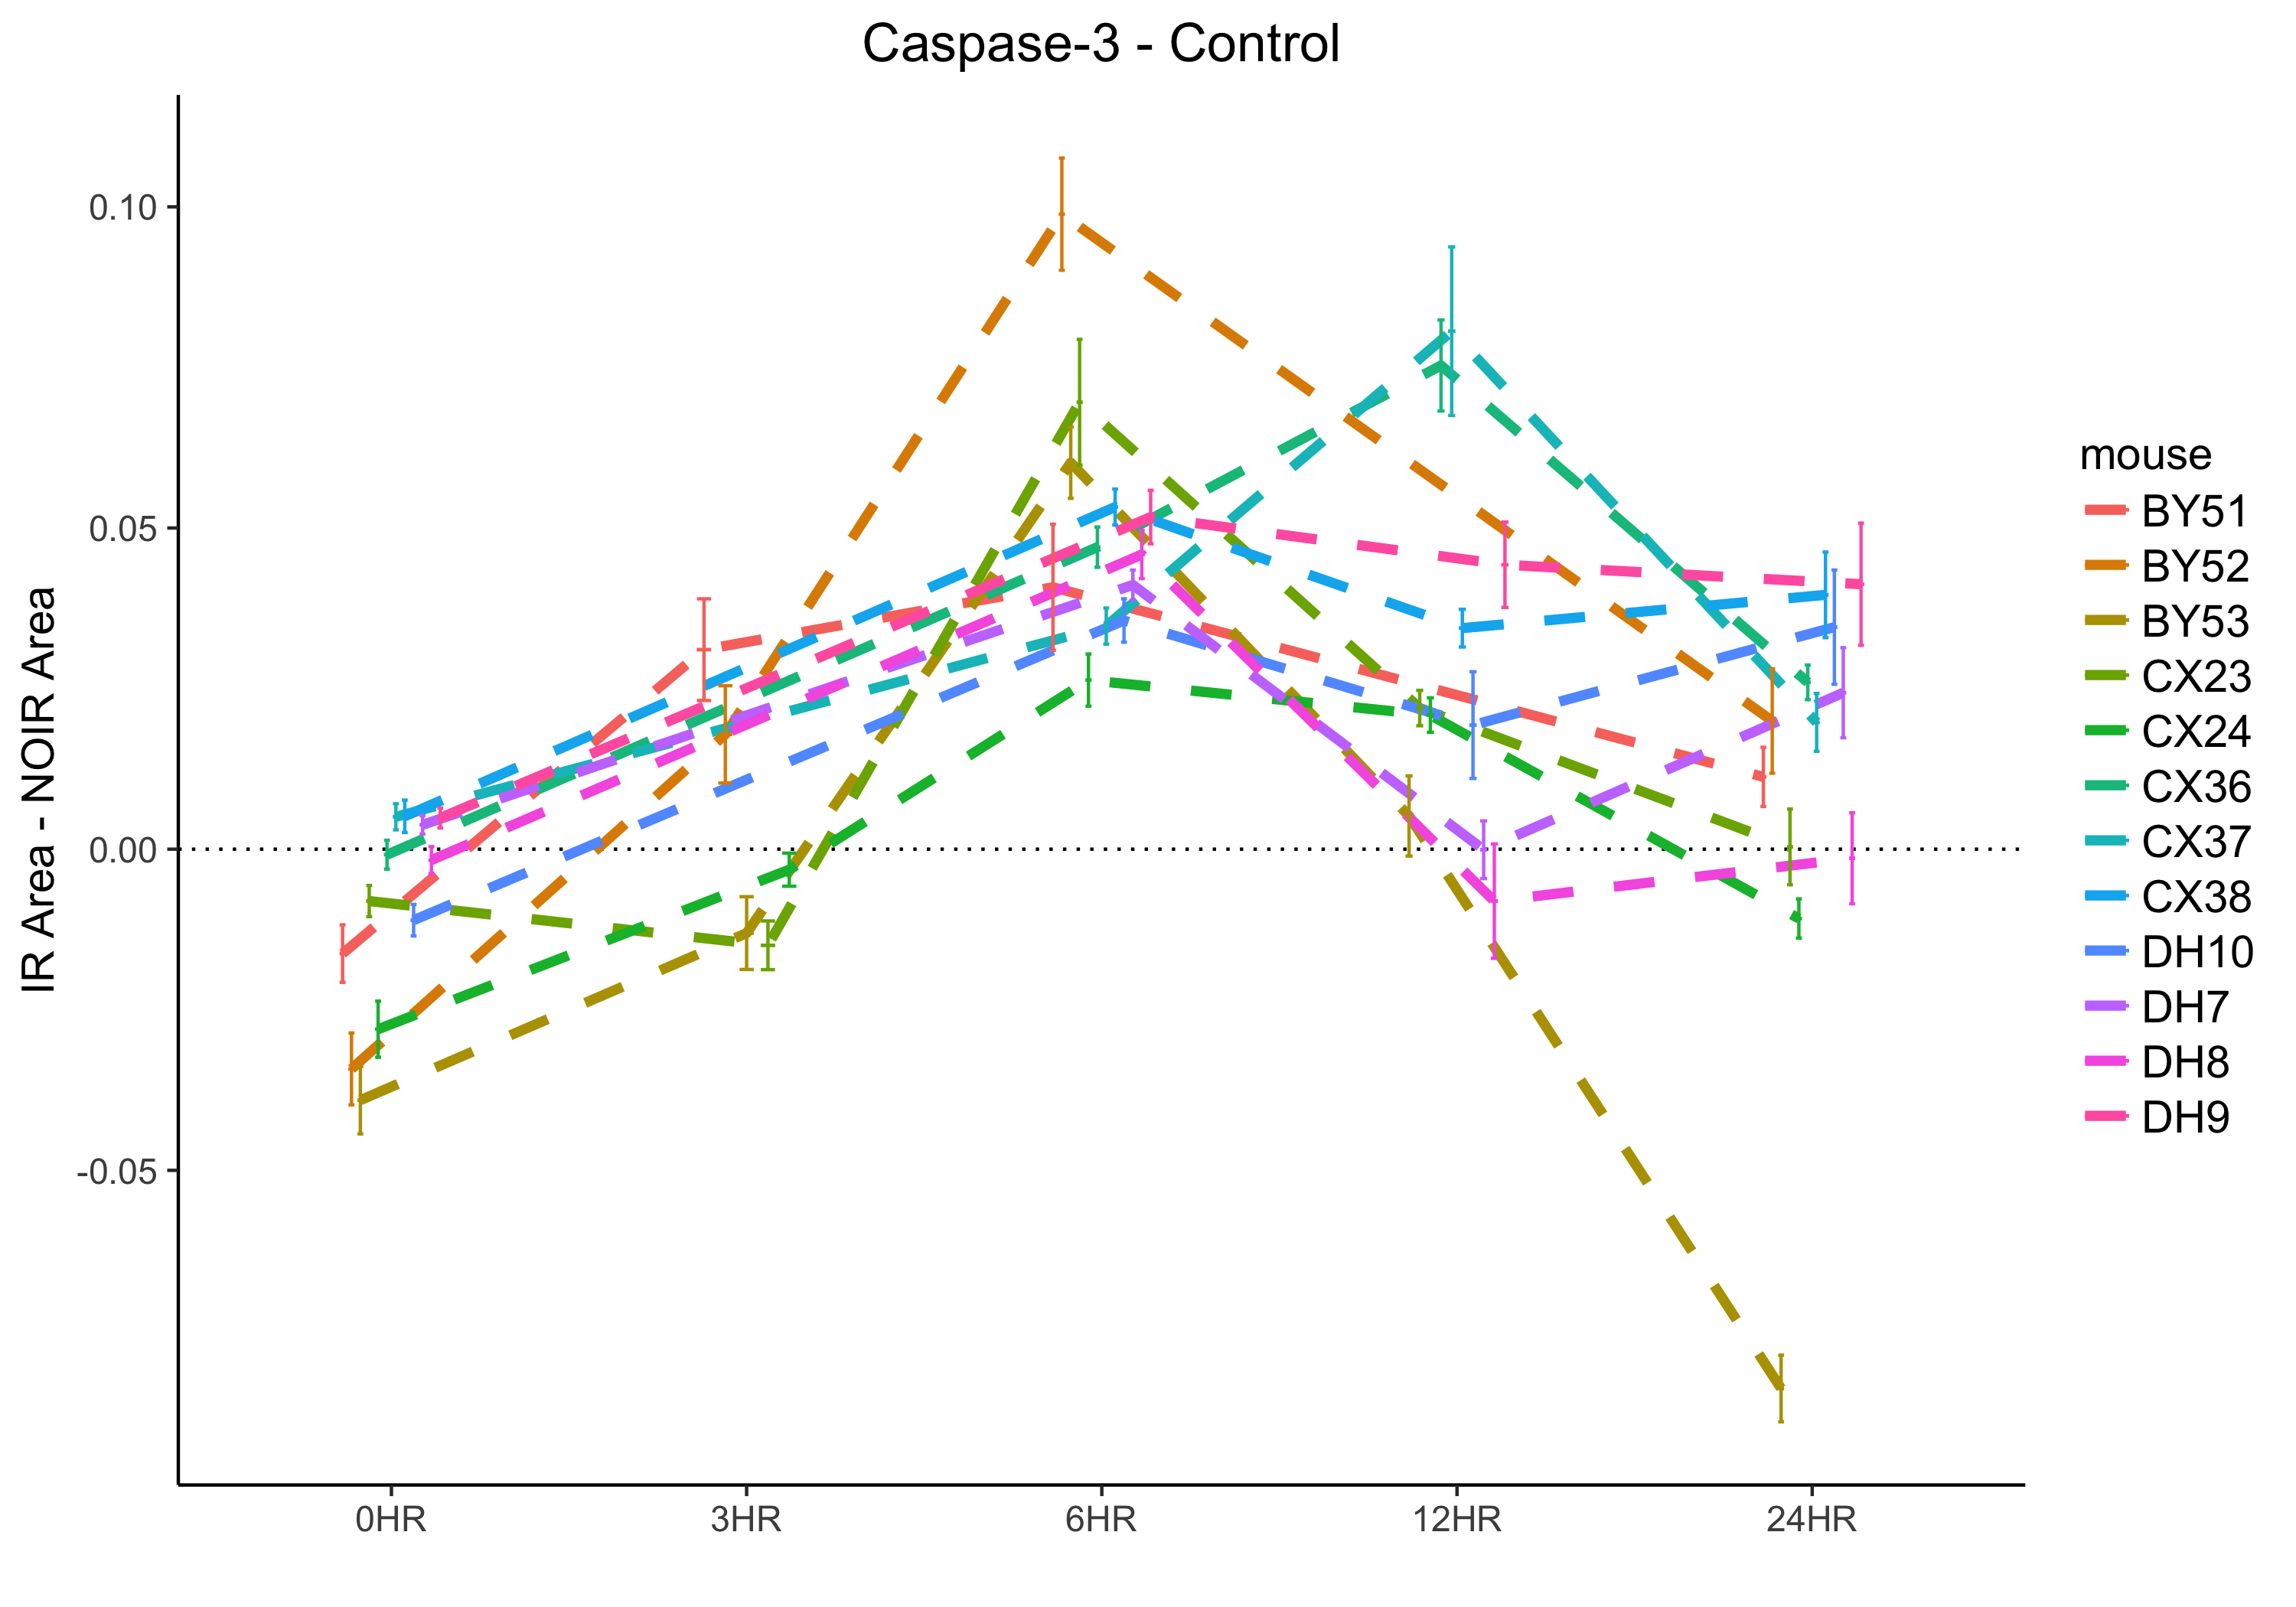 Caspase-3 - Control
IR Area - NOIR Area
0.10
0.05
0.00
-0.05
0HR
3HR
6HR
12HR
24HR
mouse
BY51
BY52
BY53
CX23
CX24
CX36
CX37
CX38
DH10
DH7
DH8
DH9